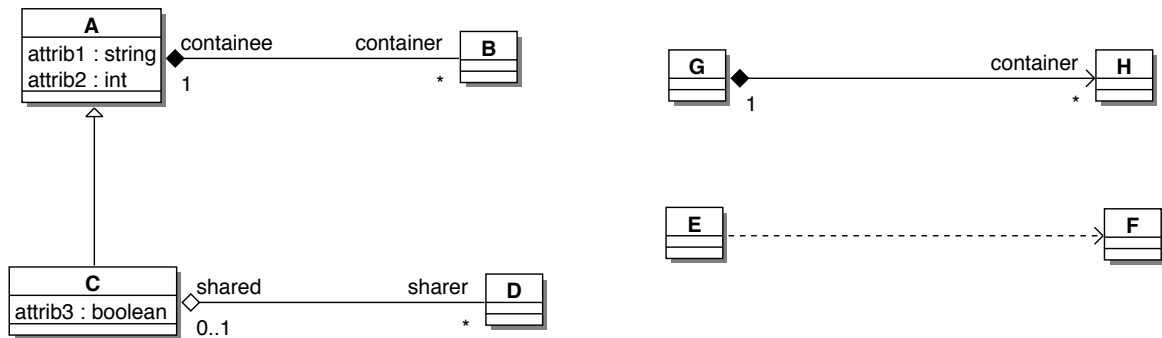 A
attrib1 : string
attrib2 : int
containee
container
1
*
B
G
container
1
*
H
E
F
C
attrib3 : boolean
shared
sharer
0..1
*
D